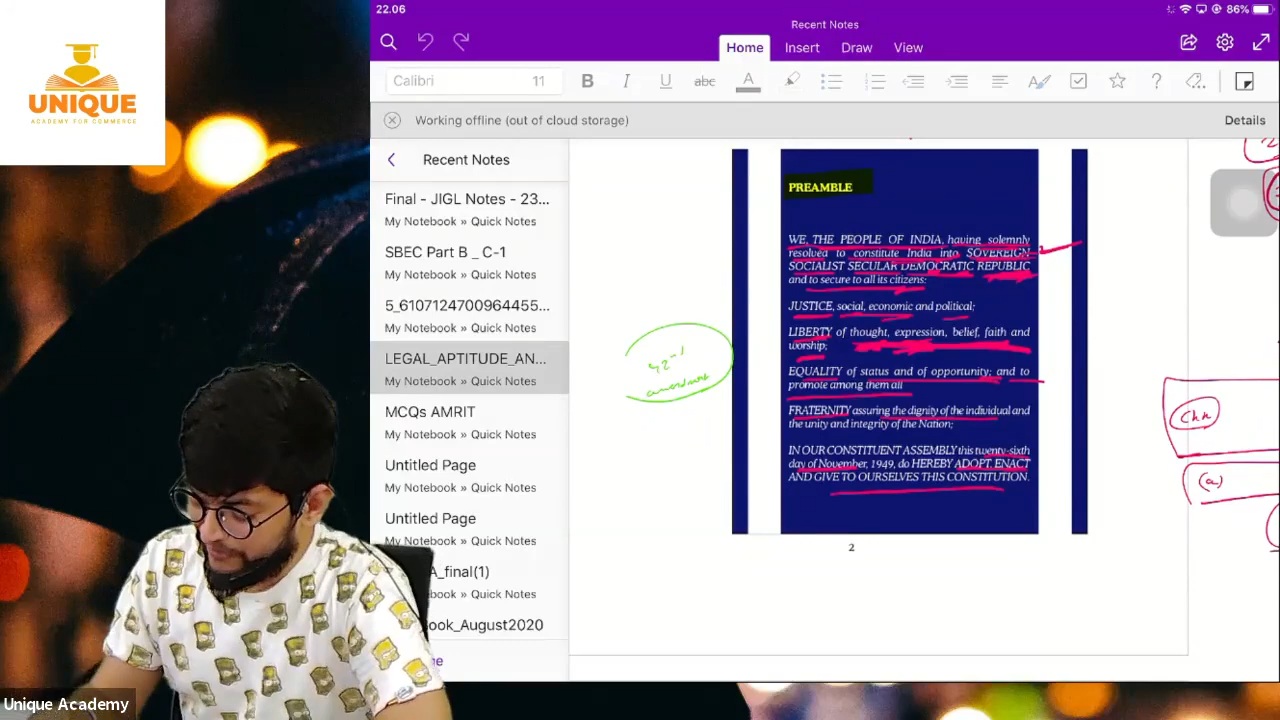 UNIQUE
ACADEMY FOR COMMERCE
22.06
86%
Recent Notes
Home
Insert
Draw
View
Calibri
11
B
I
U
abc
A
?
Working offline (out of cloud storage)
Details
Recent Notes
Final - JIGL Notes - 23...
My Notebook » Quick Notes
SBEC Part B _ C-1
My Notebook » Quick Notes
5_6107124700964455...
My Notebook » Quick Notes
LEGAL_APTITUDE_AN...
My Notebook » Quick Notes
MCQs AMRIT
My Notebook » Quick Notes
Untitled Page
My Notebook » Quick Notes
Untitled Page
My Notebook » Quick Notes
A_final(1)
» Quick Notes
ook_August2020
PREAMBLE
WE, THE PEOPLE OF INDIA, having solemnly
resolved to constitute India into SOVEREIGN
SOCIALIST SECULAR DEMOCRATIC REPUBLIC
and to secure to all its citizens:
JUSTICE, social, economic and political;
LIBERTY of thought, expression, belief, faith and
worship;
EQUALITY of status and of opportunity; and to
promote among them all
FRATERNITY assuring the dignity of the individual and
the unity and integrity of the Nation;
IN OUR CONSTITUENT ASSEMBLY this twenty-sixth
day of November, 1949, do HEREBY ADOPT, ENACT
AND GIVE TO OURSELVES THIS CONSTITUTION.
2
42nd
amendment
(a)
Unique Academy